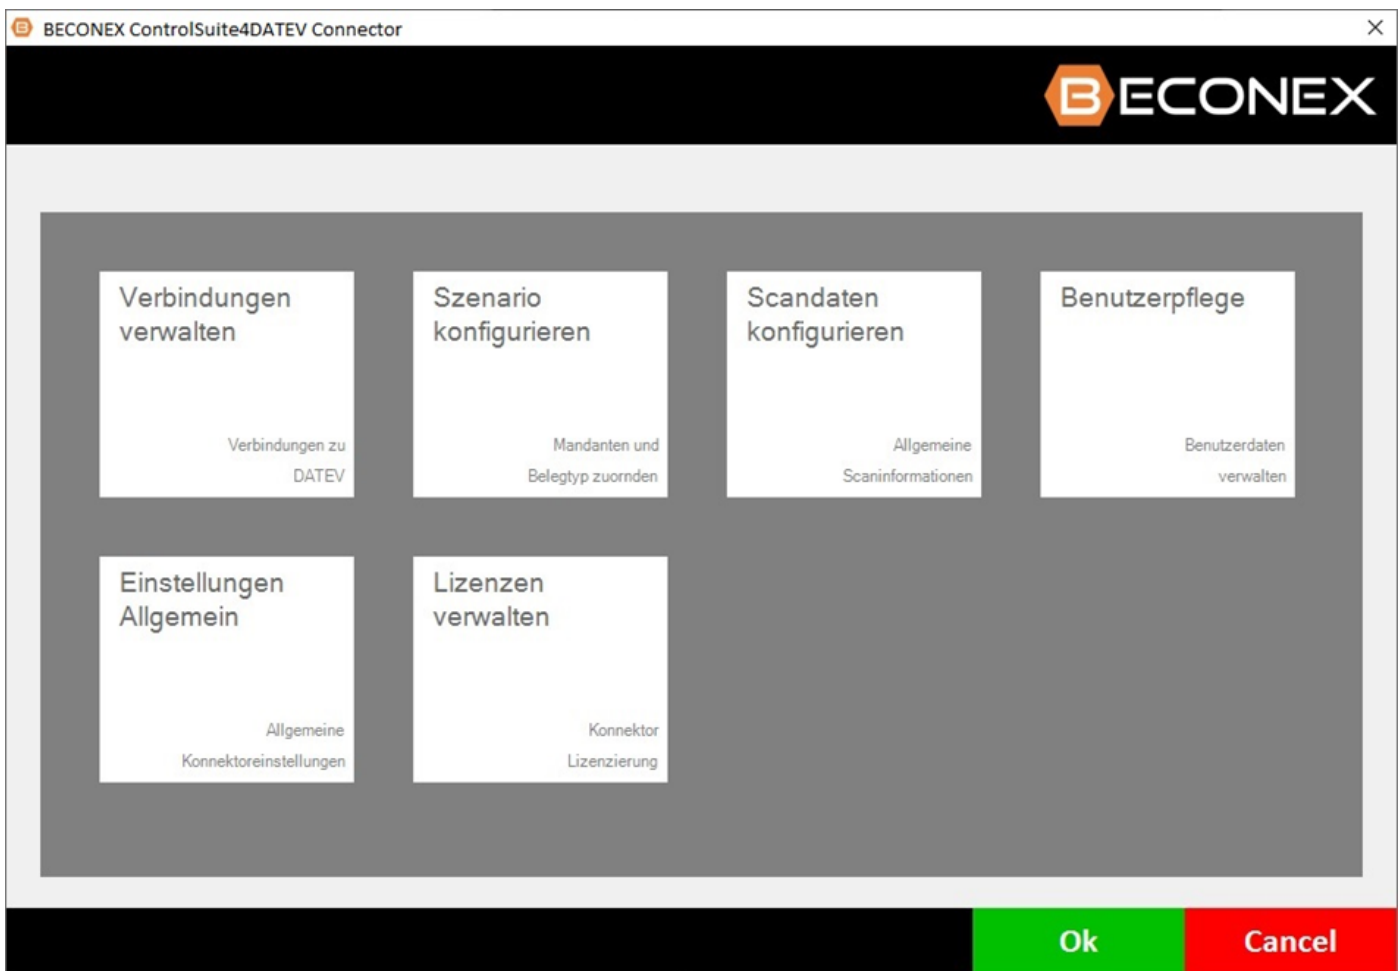 BECONEX ControlSuite4DATEV Connector
BECONEX
Verbindungen
verwalten
Verbindungen zu
DATEV
Szenario
konfigurieren
Mandanten und
Belegtyp zuornden
Scandaten
konfigurieren
Allgemeine
Scaninformationen
Benutzerpflege
Benutzerdaten
verwalten
Einstellungen
Allgemein
Allgemeine
Konnektoreinstellungen
Lizenzen
verwalten
Konnektor
Lizenzierung
Ok
Cancel